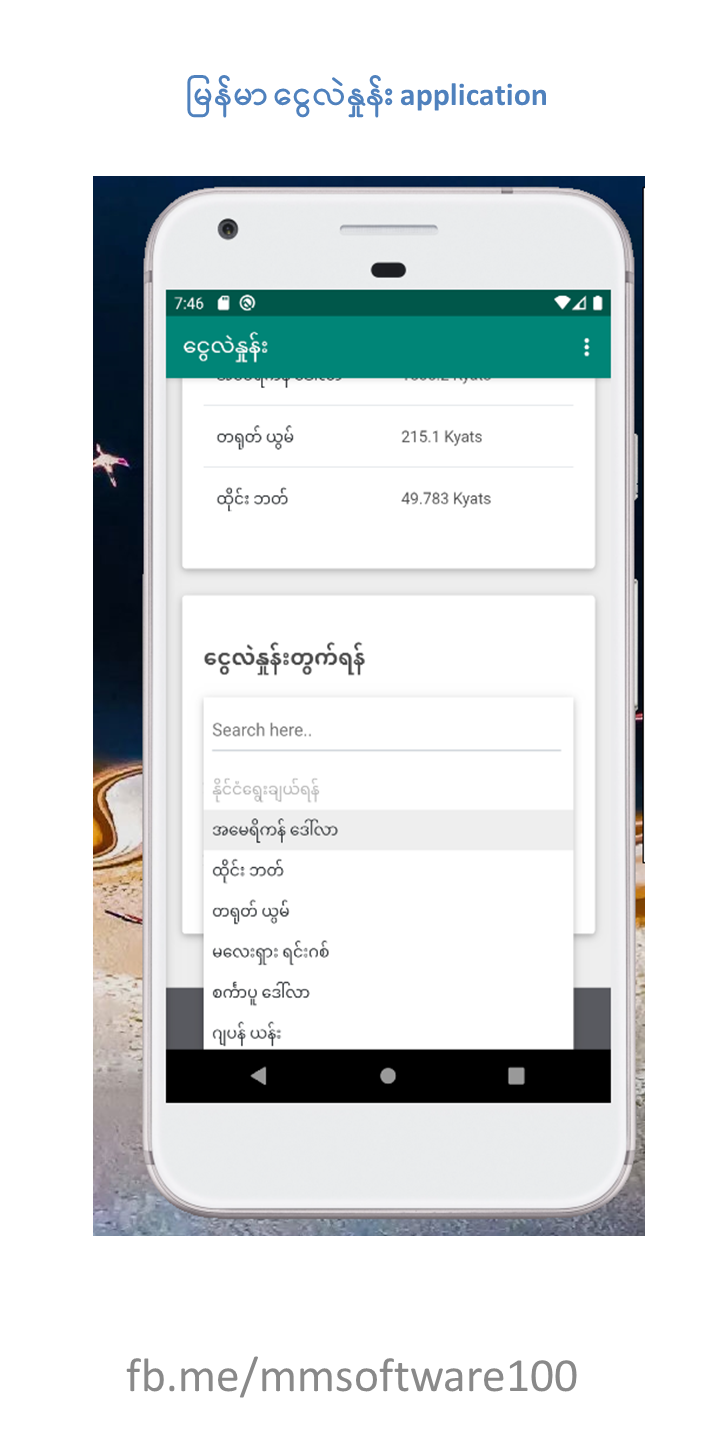 မြန်မာ ငွေလဲနှုန်း application
7:46
ငွေလဲနှုန်း
တရုတ် ယွမ် 215.1 Kyats
ထိုင်း ဘတ် 49.783 Kyats
ငွေလဲနှုန်းတွက်ရန်
Search here..
နိုင်ငံရွေးချယ်ရန်
အမေရိကန် ဒေါ်လာ
ထိုင်း ဘတ်
တရုတ် ယွမ်
မလေးရှား ရင်းဂစ်
စင်္ကာပူ ဒေါ်လာ
ဂျပန် ယန်း
fb.me/mmsoftware100